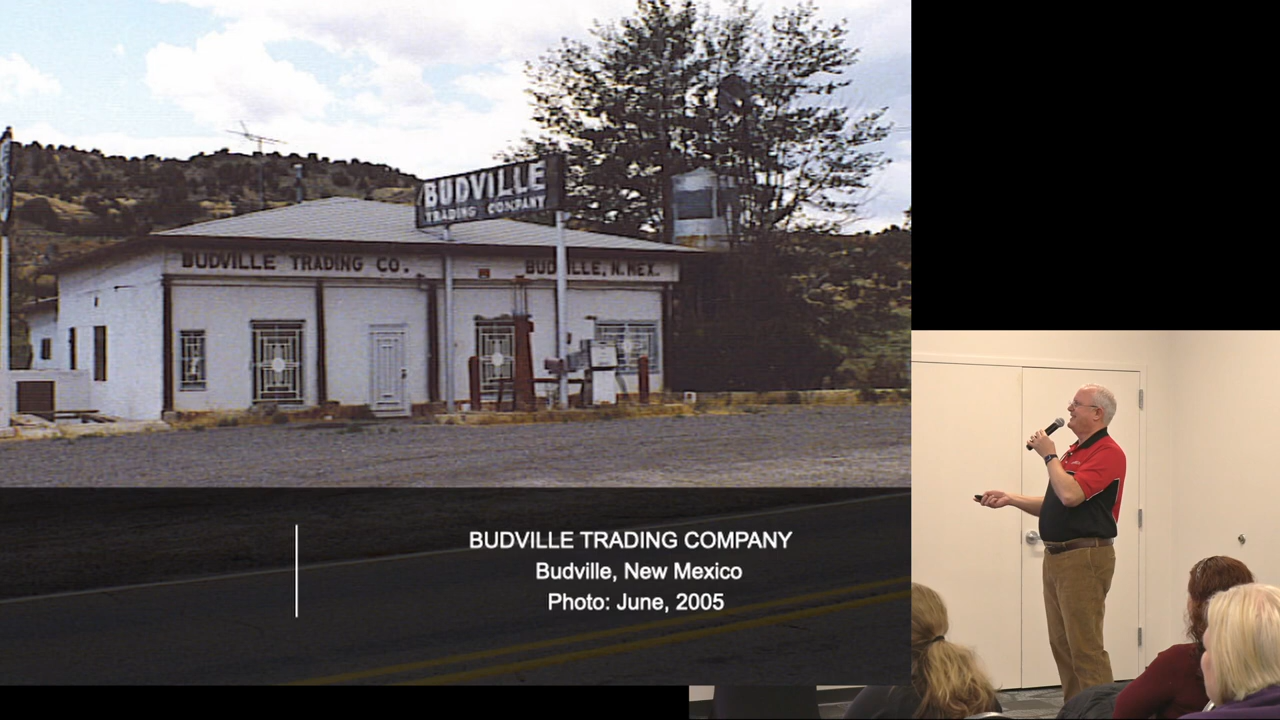 BUDVILLE
TRADING COMPANY
BUDVILLE TRADING CO.
BUDVILLE, N. MEX.
BUDVILLE TRADING COMPANY
Budville, New Mexico
Photo: June, 2005